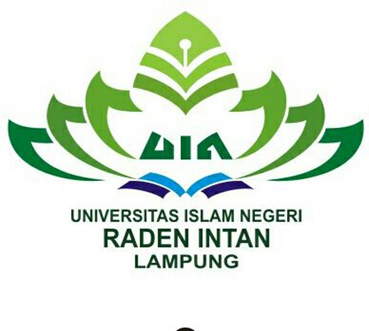 UIN
UNIVERSITAS ISLAM NEGERI
RADEN INTAN
LAMPUNG